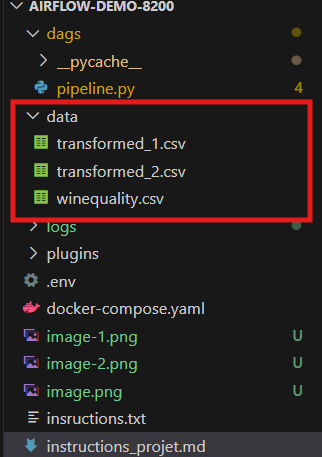 AIRFLOW-DEMO-8200
dags
__pycache__
pipeline.py 4
data
transformed_1.csv
transformed_2.csv
winequality.csv
logs
plugins
.env
docker-compose.yaml
image-1.png U
image-2.png U
image.png U
insructions.txt
instructions_projet.md